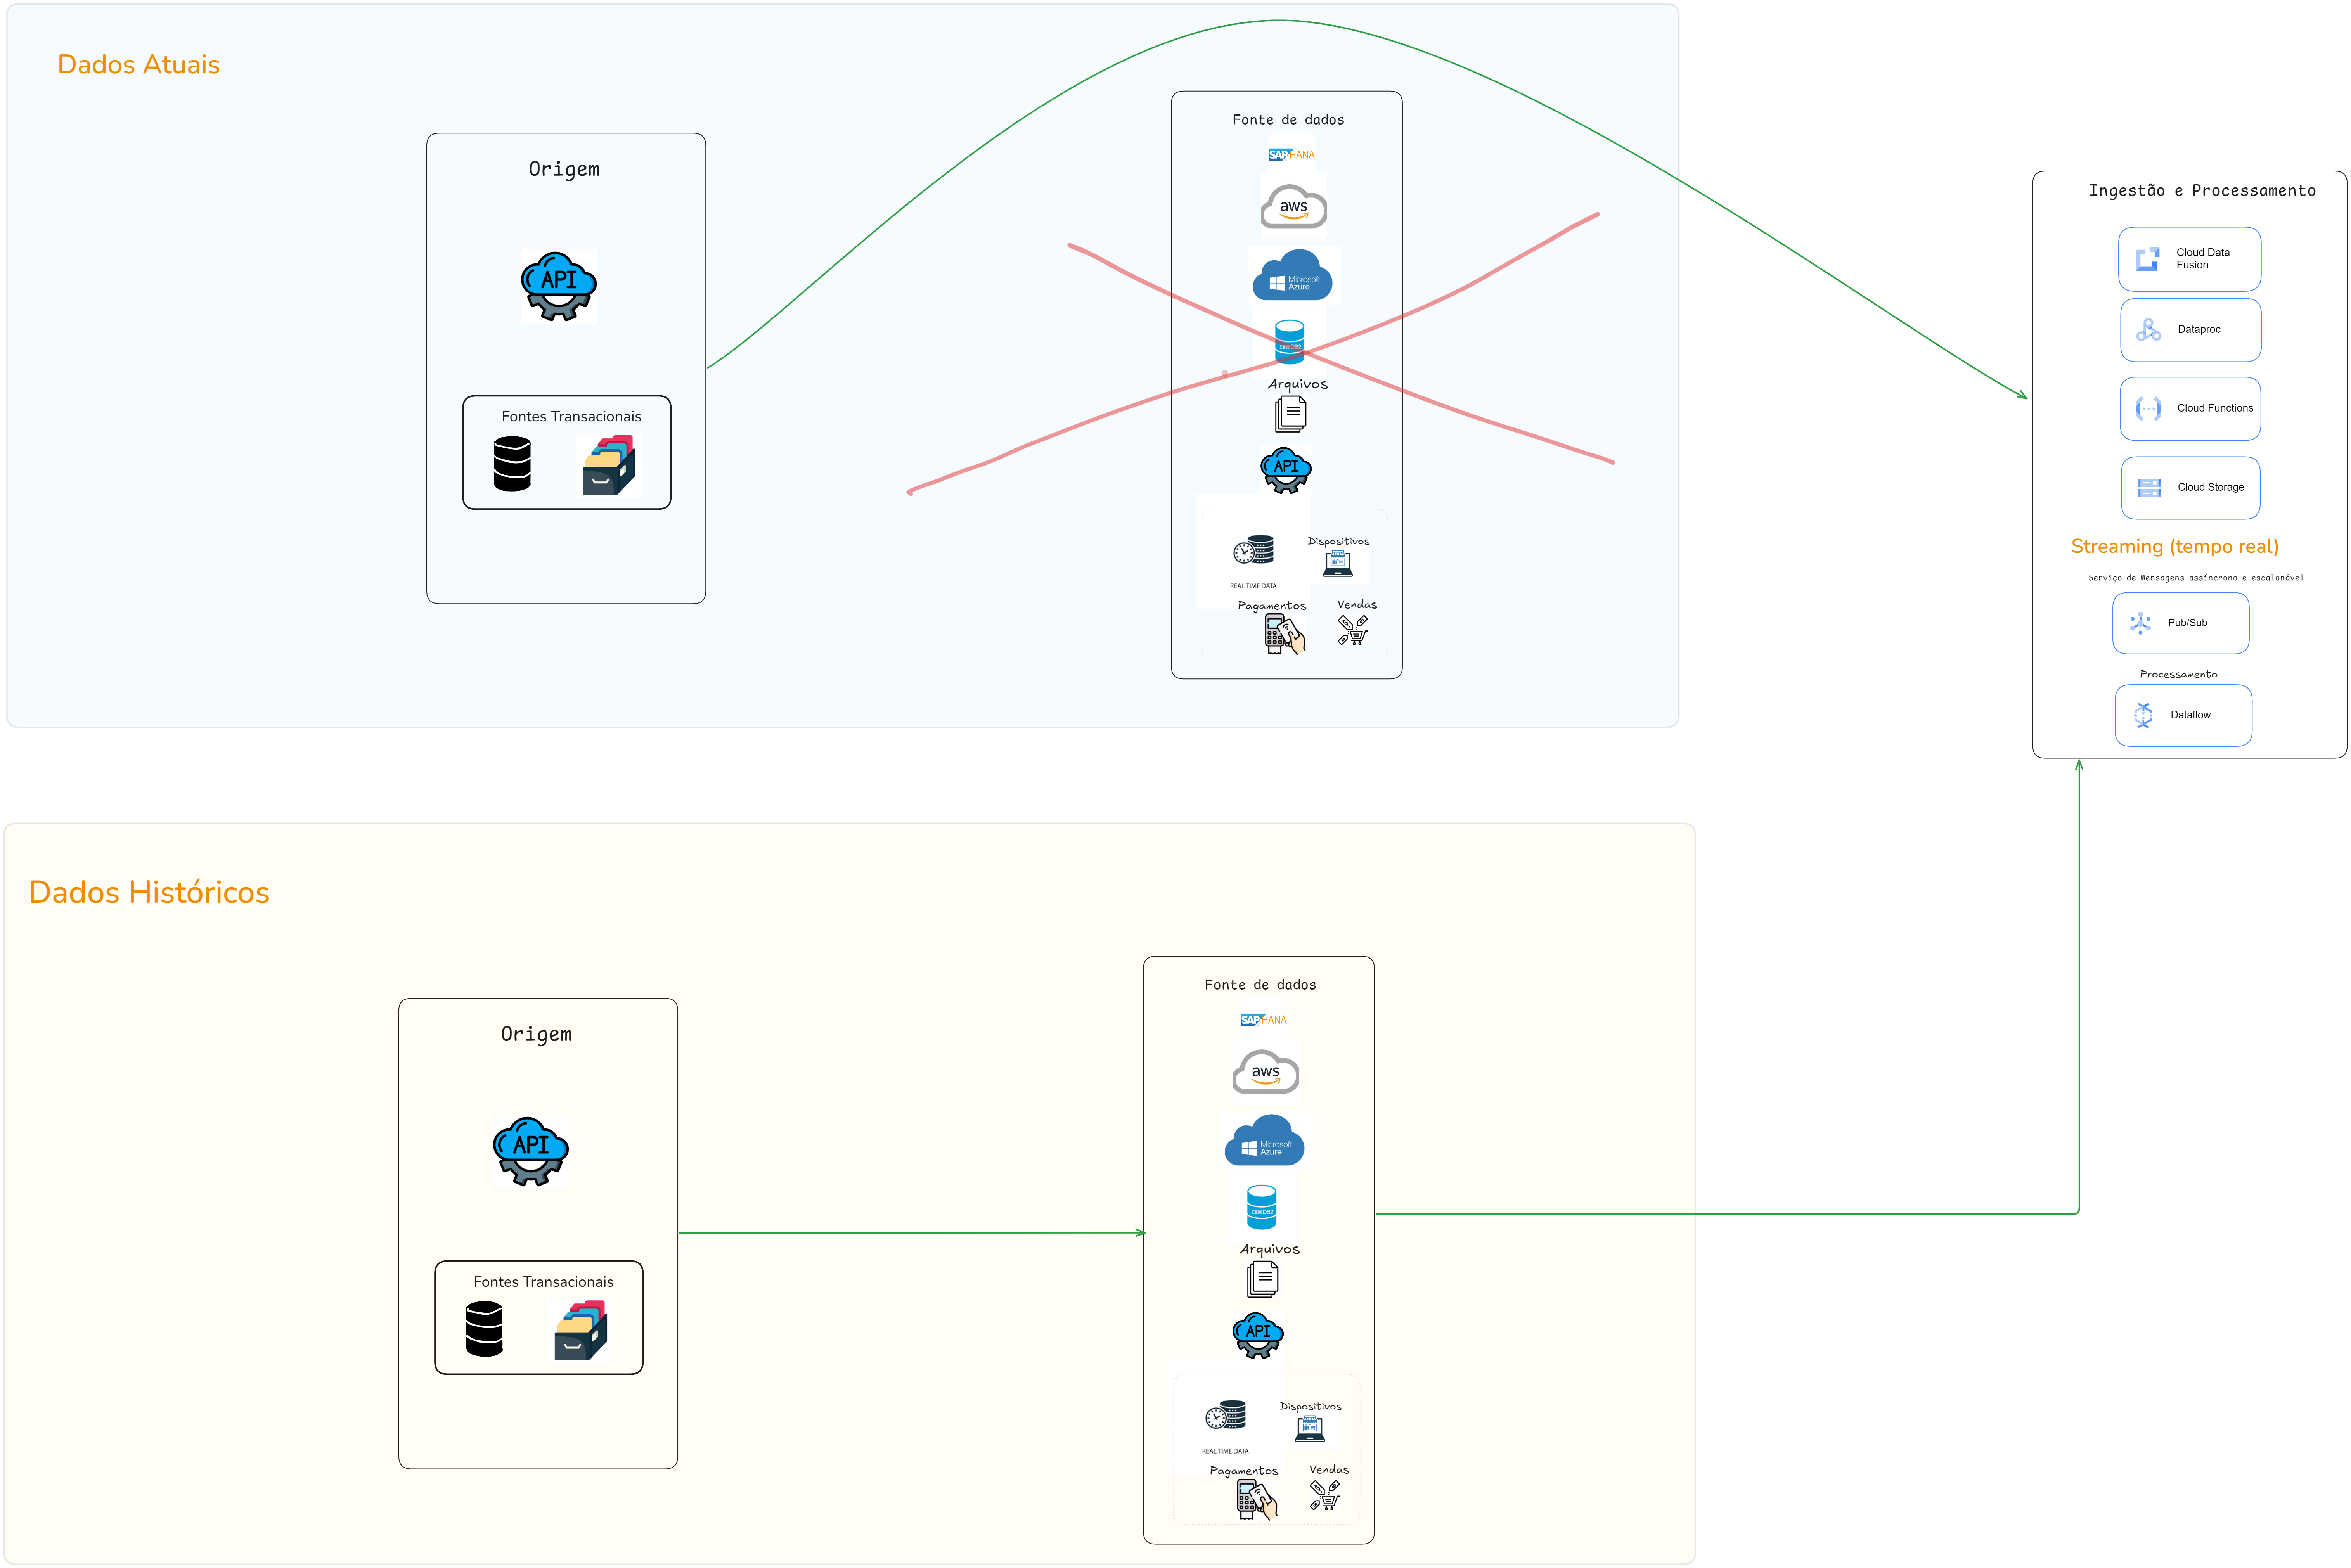 Dados Atuais
Origem
API
Fontes Transacionais
Fonte de dados
SAP HANA
aws
Microsoft
Azure
IBM DB2
Arquivos
API
REAL TIME DATA
Dispositivos
Pagamentos
Vendas
Ingestão e Processamento
Cloud Data
Fusion
Dataproc
Cloud Functions
Cloud Storage
Streaming (tempo real)
Serviço de Mensagens assíncrono e escalonável
Pub/Sub
Processamento
Dataflow
Dados Históricos
Origem
API
Fontes Transacionais
Fonte de dados
SAP HANA
aws
Microsoft
Azure
IBM DB2
Arquivos
API
REAL TIME DATA
Dispositivos
Pagamentos
Vendas